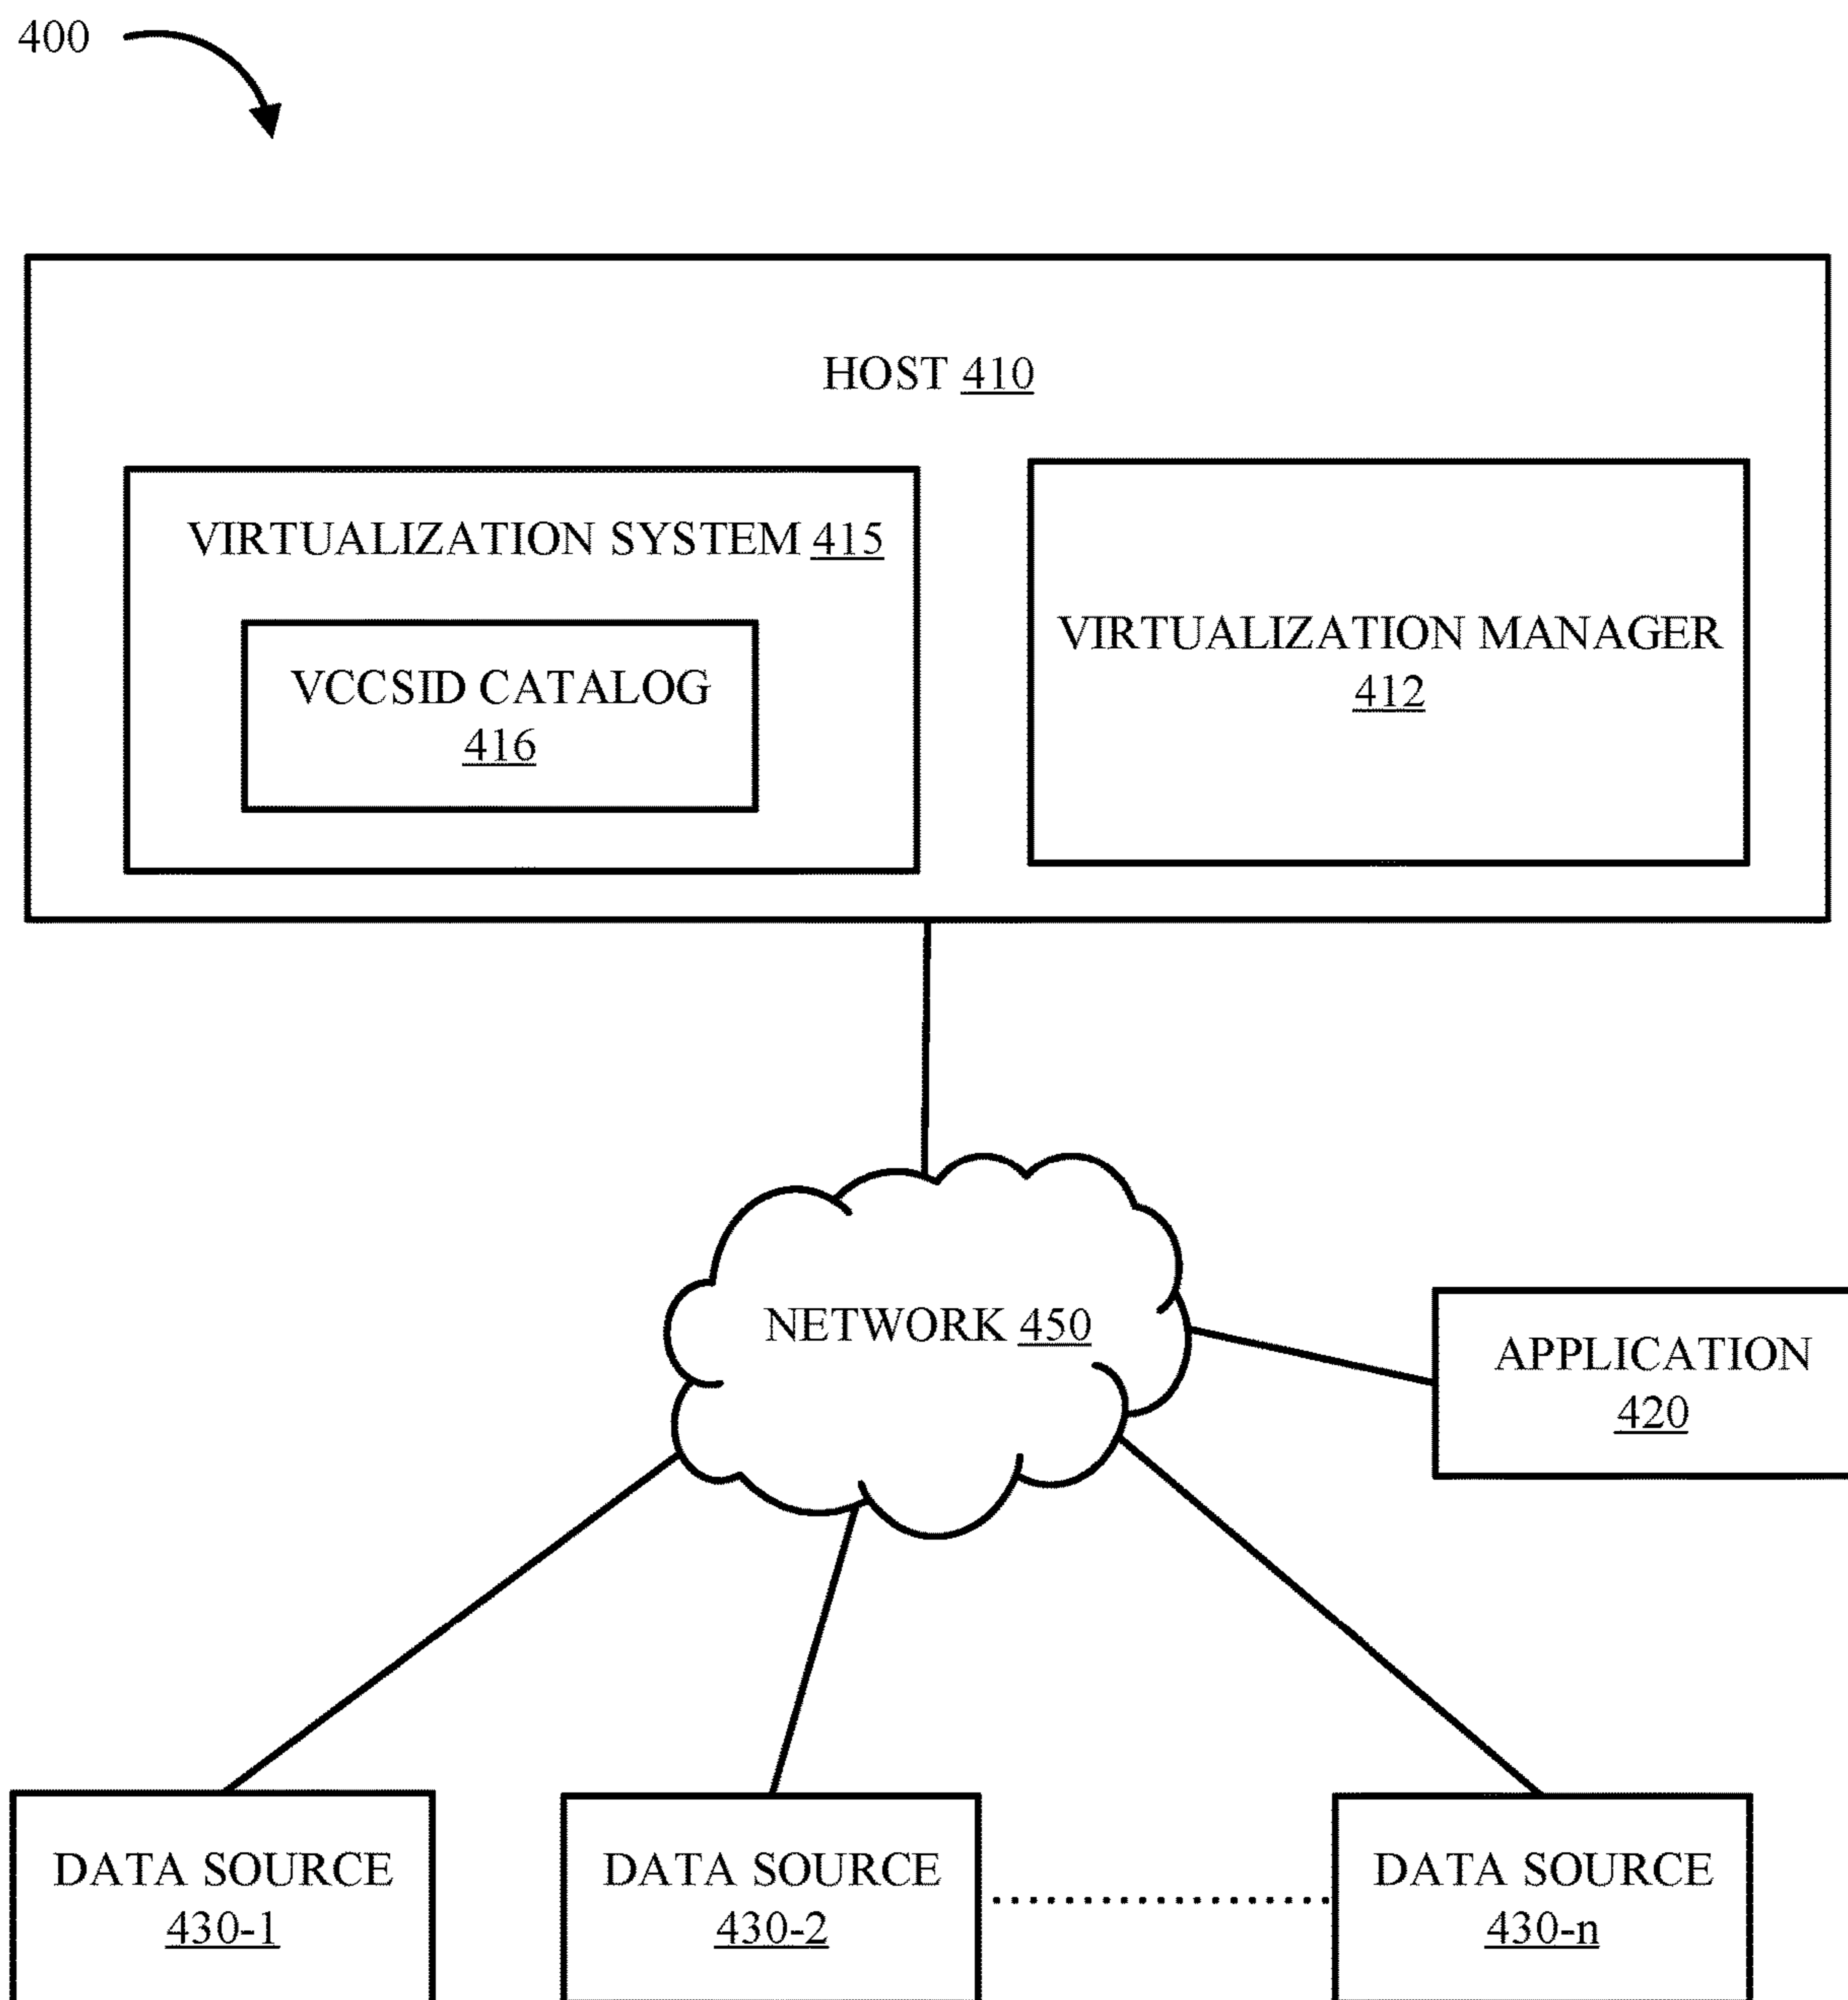 400
HOST 410
VIRTUALIZATION SYSTEM 415
VCCSID CATALOG
416
VIRTUALIZATION MANAGER
412
NETWORK 450
APPLICATION
420
DATA SOURCE
430-1
DATA SOURCE
430-2
DATA SOURCE
430-n